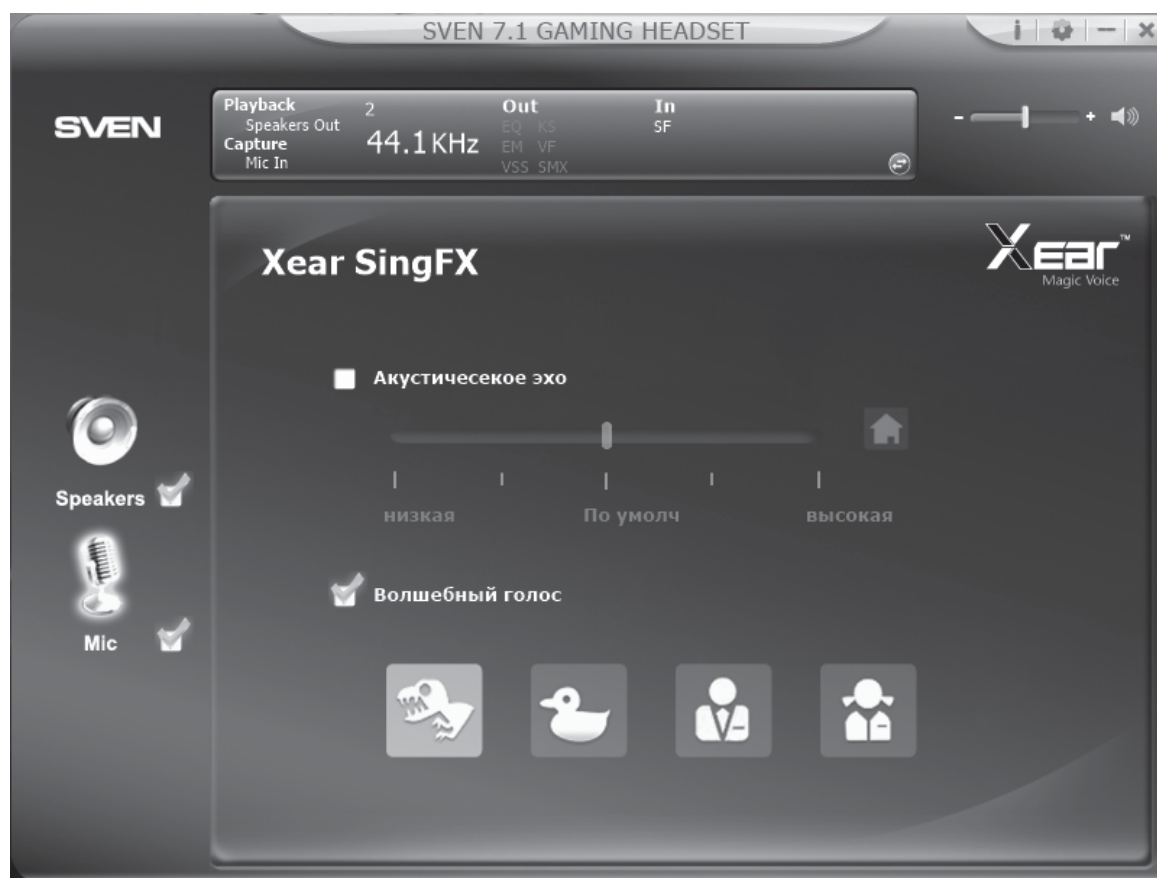 SVEN 7.1 GAMING HEADSET
SVEN
Playback
Speakers Out
Capture
Mic In
2
44.1 KHz
Out
EQ KS
EM VF
VSS SMX
In
SF
- +
Xear SingFX
Xear™
Magic Voice
Акустичесекое эхо
низкая По умолч высокая
Speakers
Волшебный голос
Mic